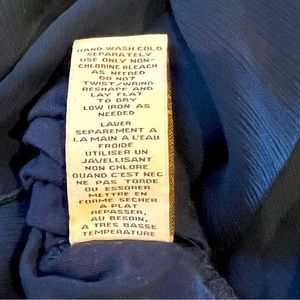 HAND WASH COLD
SEPARATELY
USE ONLY NON-
CHLORINE BLEACH
AS NEEDED
DO NOT
TWIST/WRING
RESHAPE AND
LAY FLAT
TO DRY
LOW IRON AS
NEEDED
LAVER
SEPAREMENT A
LA MAIN A L'EAU
FROIDE
UTILISER UN
JAVELLISANT
NON CHLORE
QUAND C'EST NEC
NE PAS TORDE
OU ESSORER
METTRE EN
FORME SECHER
A PLAT
REPASSER,
AU BESOIN,
A TRES BASSE
TEMPERATURE